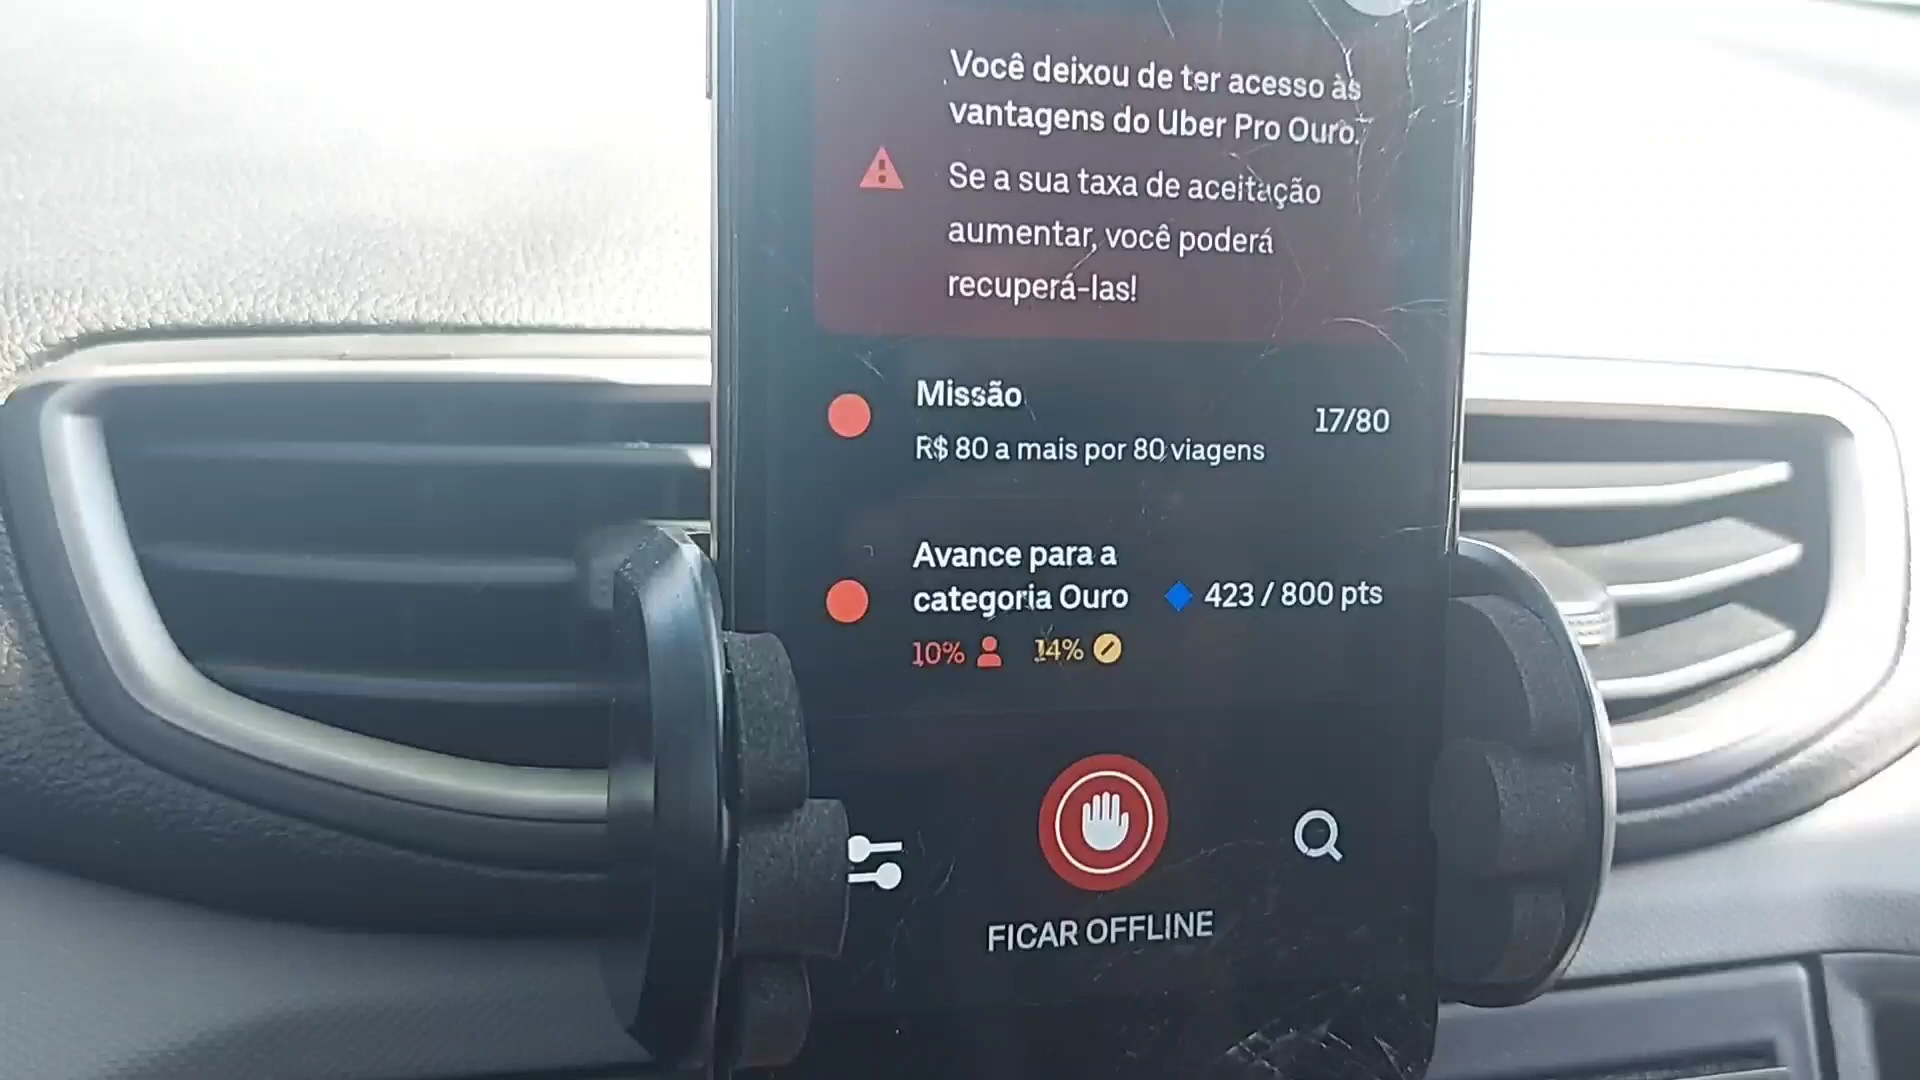 Você deixou de ter acesso às
vantagens do Uber Pro Ouro.
Se a sua taxa de aceitação
aumentar, você poderá
recuperá-las!
Missão
17/80
R$ 80 a mais por 80 viagens
Avance para a
categoria Ouro
423 / 800 pts
10% 14%
FICAR OFFLINE